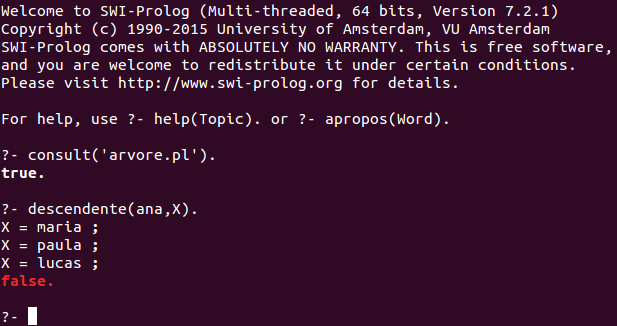 Welcome to SWI-Prolog (Multi-threaded, 64 bits, Version 7.2.1)
Copyright (c) 1990-2015 University of Amsterdam, VU Amsterdam
SWI-Prolog comes with ABSOLUTELY NO WARRANTY. This is free software,
and you are welcome to redistribute it under certain conditions.
Please visit http://www.swi-prolog.org for details.

For help, use ?- help(Topic). or ?- apropos(Word).

?- consult('arvore.pl').
true.

?- descendente(ana,X).
X = maria ;
X = paula ;
X = lucas ;
false.

?-